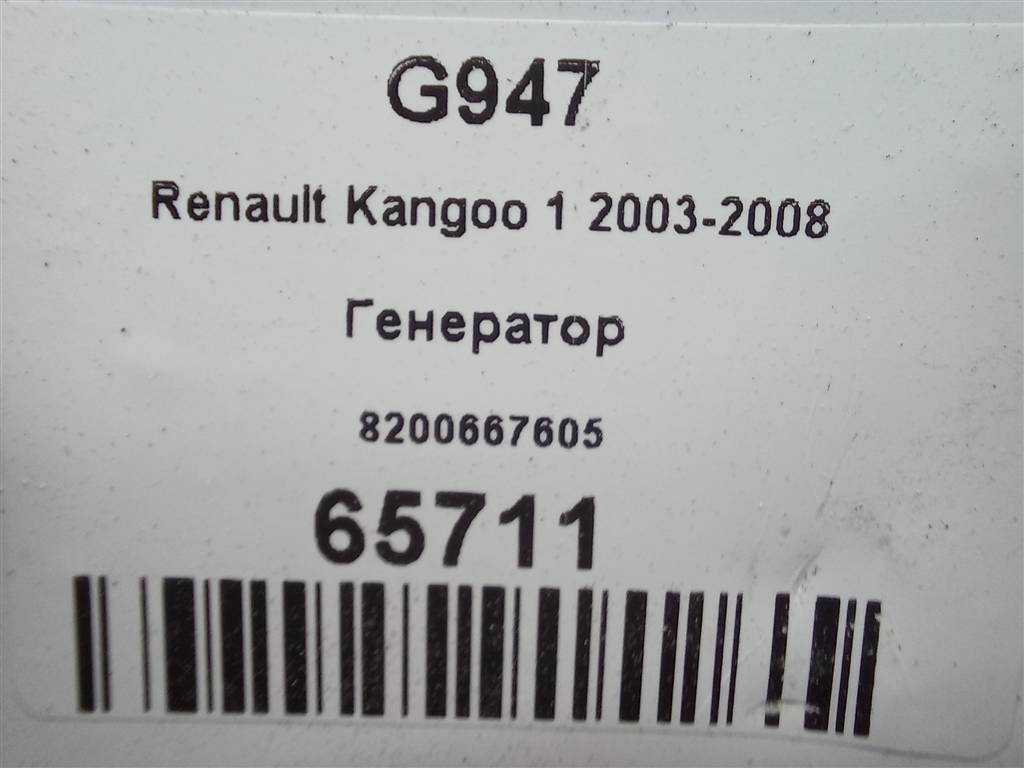 G947
Renault Kangoo 1 2003-2008
Генератор
8200667605
65711